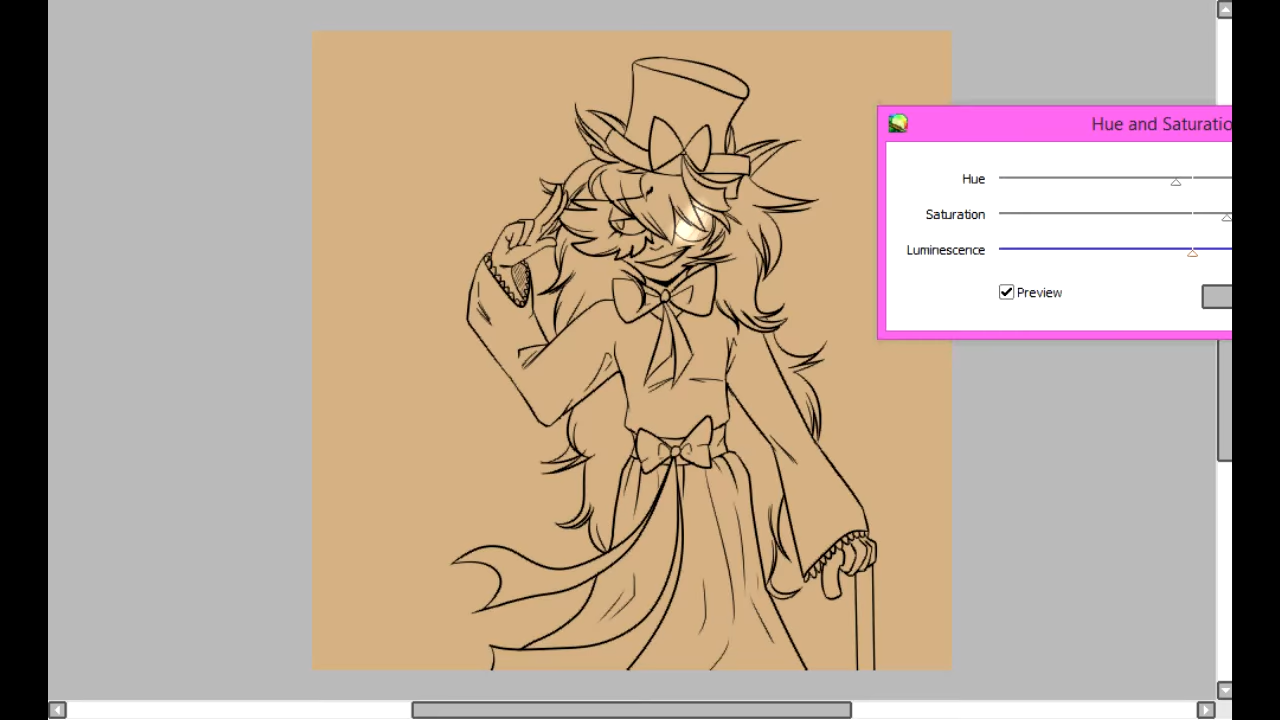 Hue and Saturatio
Hue
Saturation
Luminescence
Preview